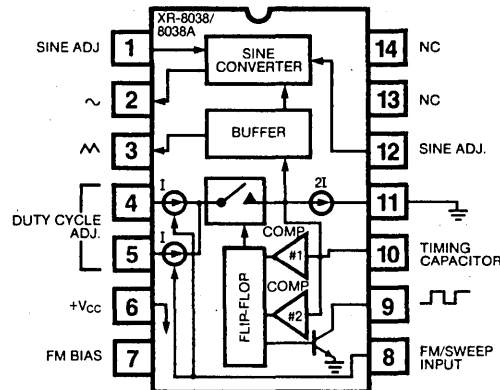 XR-8038/
8038A
SINE ADJ
1
2
3
DUTY CYCLE
ADJ.
4
5
+VCC
6
FM BIAS
7
SINE
CONVERTER
BUFFER
I
I
2I
COMP
#1
COMP
#2
FLIP-FLOP
14
NC
13
NC
12
SINE ADJ.
11
10
TIMING
CAPACITOR
9
8
FM/SWEEP
INPUT